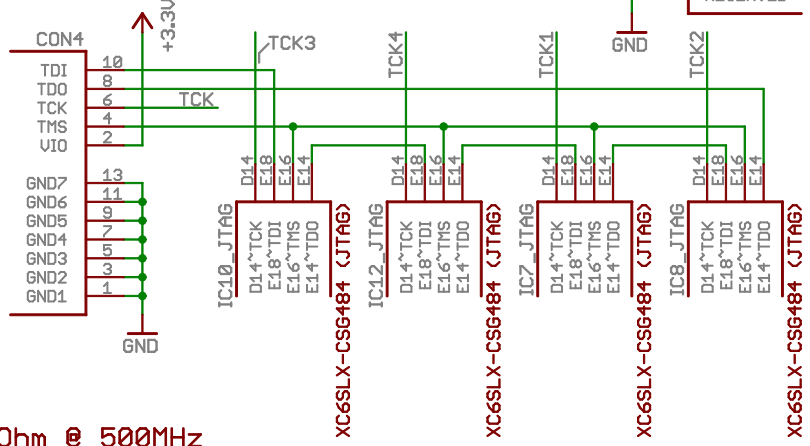 RESERVED
+3.3V
GND
CON4
TCK3
TCK4
TCK1
TCK2
TDI 10
TDO 8
TCK 6 TCK
TMS 4
VIO 2
GND7 13
GND6 11
GND5 9
GND4 7
GND3 5
GND2 3
GND1 1
GND
D14 E18 E16 E14
IC10_JTAG
D14~TCK
E18~TDI
E16~TMS
E14~TDO
XC6SLX-CSG484 (JTAG)
D14 E18 E16 E14
IC12_JTAG
D14~TCK
E18~TDI
E16~TMS
E14~TDO
XC6SLX-CSG484 (JTAG)
D14 E18 E16 E14
IC7_JTAG
D14~TCK
E18~TDI
E16~TMS
E14~TDO
XC6SLX-CSG484 (JTAG)
D14 E18 E16 E14
IC8_JTAG
D14~TCK
E18~TDI
E16~TMS
E14~TDO
XC6SLX-CSG484 (JTAG)
Ohm @ 500MHz